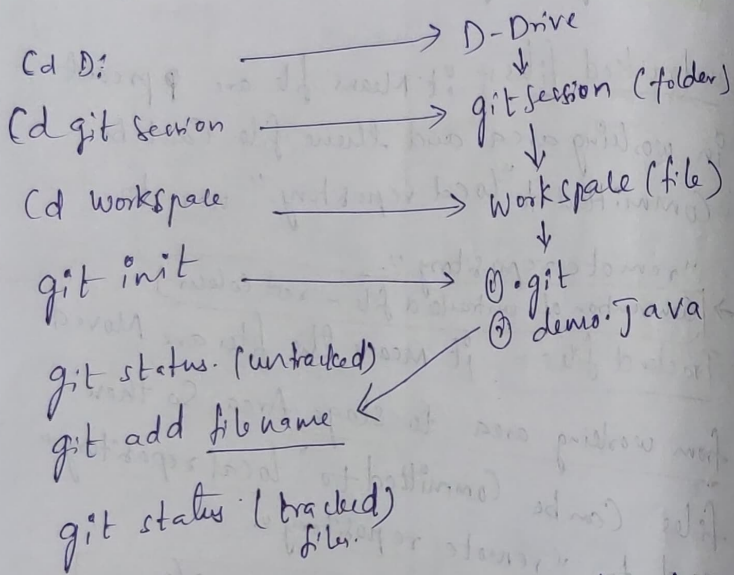 Cd D: → D-Drive
↓
Cd git Session → git session (folder)
↓
Cd workspace → workspace (file)
↓
git init → ① .git
② demo.Java
git status. (untracked)
git add filename
git status. (tracked)
files.